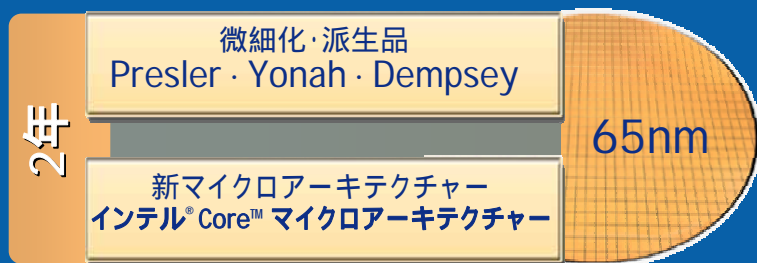 2年
微細化･派生品
Presler · Yonah · Dempsey
新マイクロアーキテクチャー
インテル® Core™ マイクロアーキテクチャー
65nm